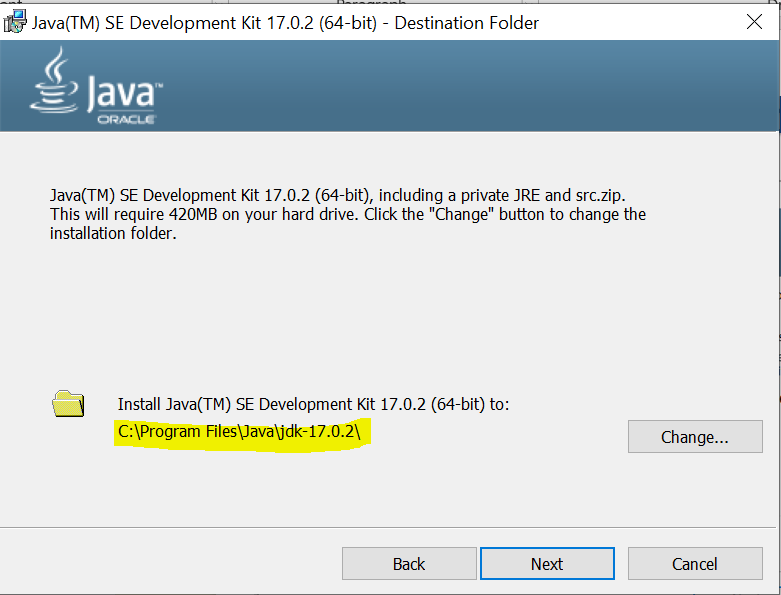 Java(TM) SE Development Kit 17.0.2 (64-bit) - Destination Folder
Java™
ORACLE
Java(TM) SE Development Kit 17.0.2 (64-bit), including a private JRE and src.zip.
This will require 420MB on your hard drive. Click the "Change" button to change the
installation folder.
Install Java(TM) SE Development Kit 17.0.2 (64-bit) to:
C:\Program Files\Java\jdk-17.0.2\
Change...
Back
Next
Cancel